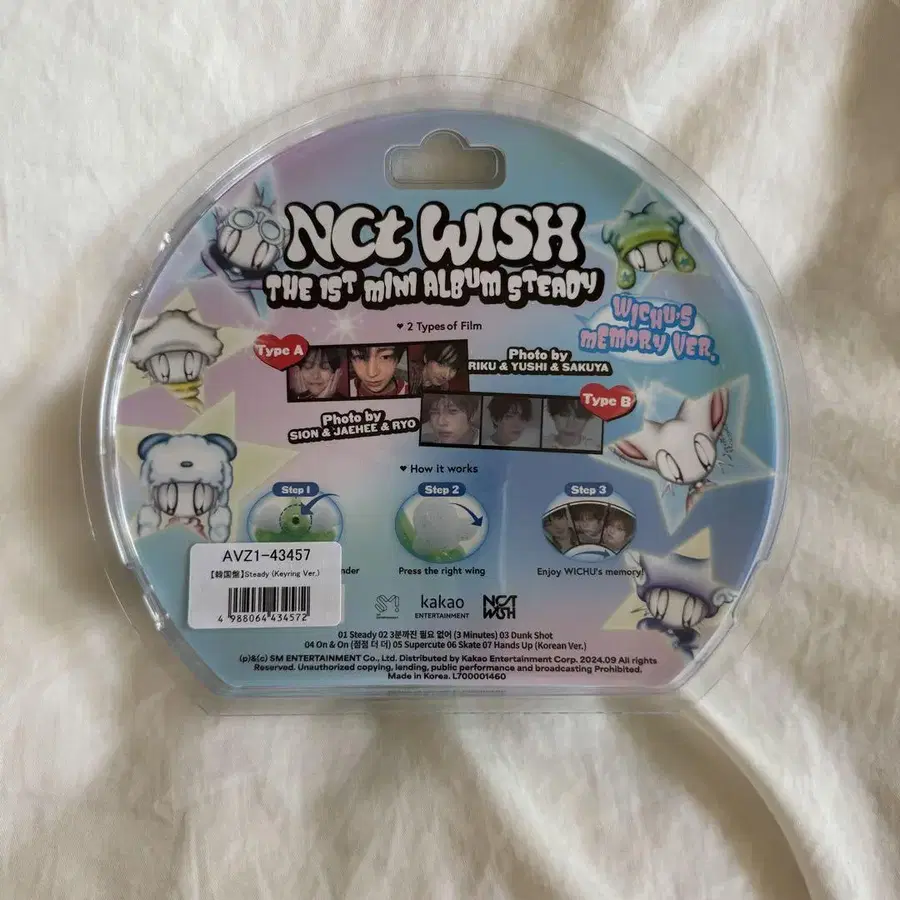 NCT WISH
THE 1ST MINI ALBUM STEADY
WICHU'S
MEMORY VER.
♥ 2 Types of Film
Type A
Photo by
RIKU & YUSHI & SAKUYA
Type B
Photo by
SION & JAEHEE & RYO
♥ How it works
Step 1
Step 2
Step 3
Press the right wing
Enjoy WICHU's memory!
AVZ1-43457
【韓国盤】Steady (Keyring Ver.)
4 988064 434572
SM
kakao
ENTERTAINMENT
NCT
WISH
01 Steady 02 3분까진 필요 없어 (3 Minutes) 03 Dunk Shot
04 On & On (점점 더 더) 05 Supercute 06 Skate 07 Hands Up (Korean Ver.)
(p)&(c) SM ENTERTAINMENT Co., Ltd. Distributed by Kakao Entertainment Corp. 2024.09 All rights
Reserved. Unauthorized copying, lending, public performance and broadcasting Prohibited.
Made in Korea. L700001460